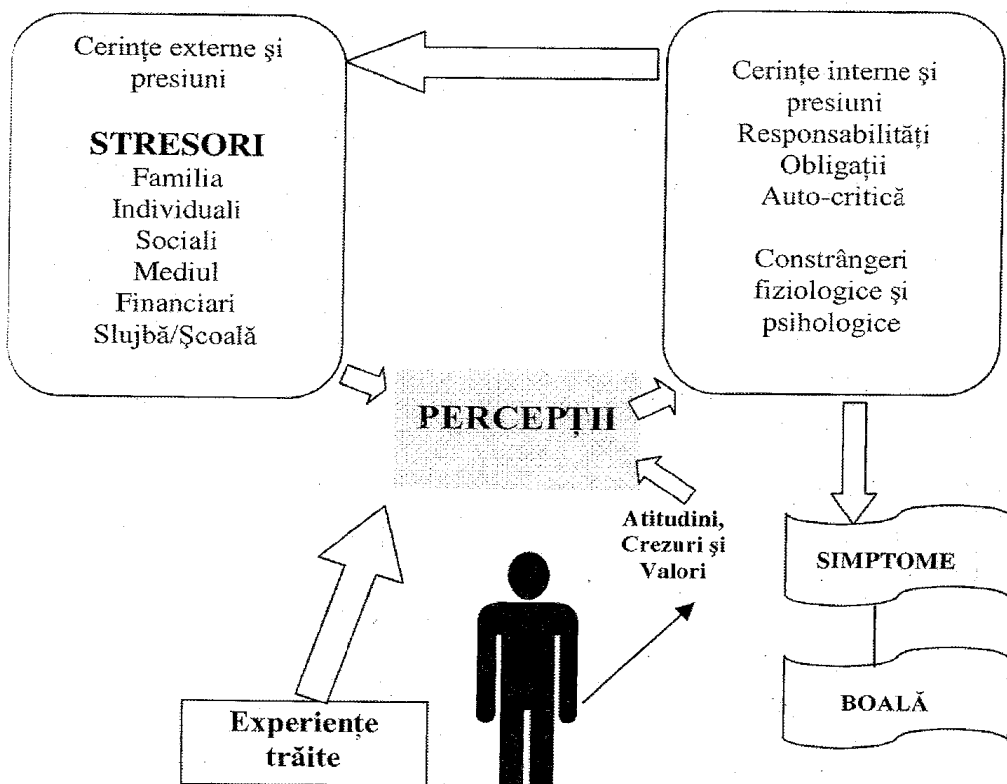 Cerințe externe şi
presiuni
STRESORI
Familia
Individuali
Sociali
Mediul
Financiari
Slujbă/Şcoală
Cerințe interne şi
presiuni
Responsabilități
Obligații
Auto-critică
Constrângeri
fiziologice şi
psihologice
PERCEPȚII
Atitudini,
Crezuri şi
Valori
SIMPTOME
BOALĂ
Experiențe
trăite